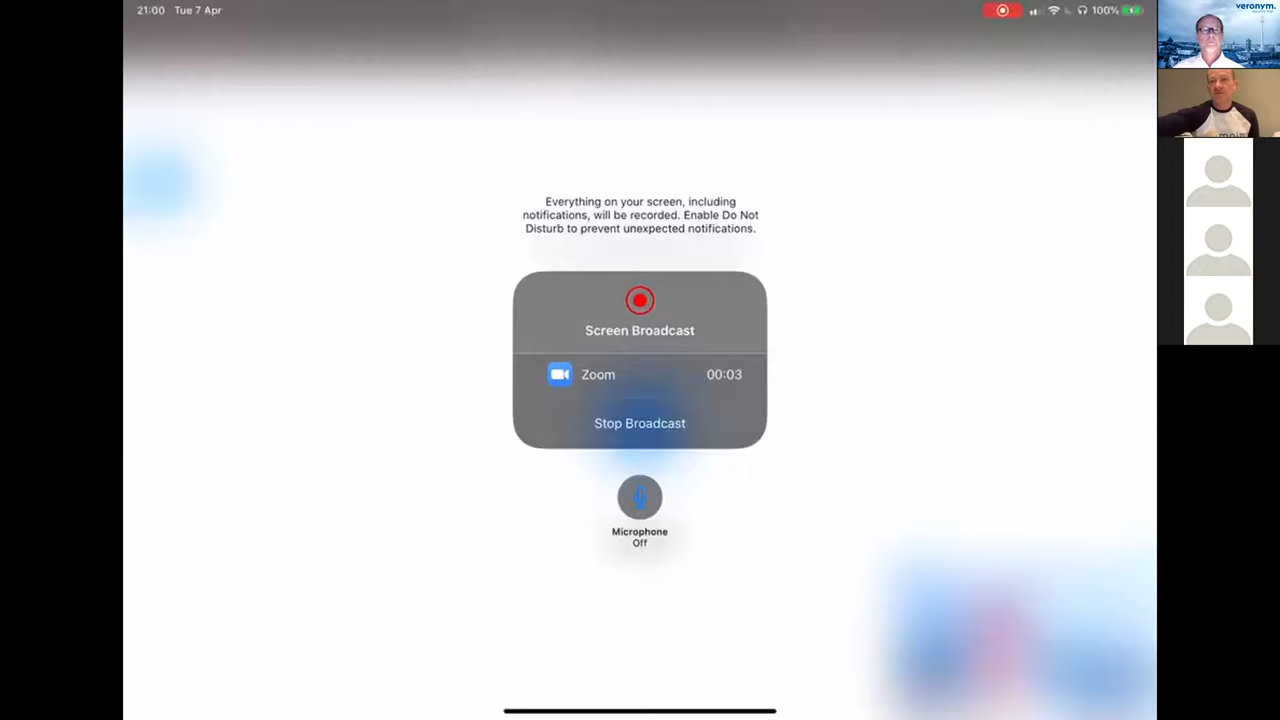 21:00 Tue 7 Apr
100%
veronym.
Everything on your screen, including
notifications, will be recorded. Enable Do Not
Disturb to prevent unexpected notifications.
Screen Broadcast
Zoom 00:03
Stop Broadcast
Microphone
Off